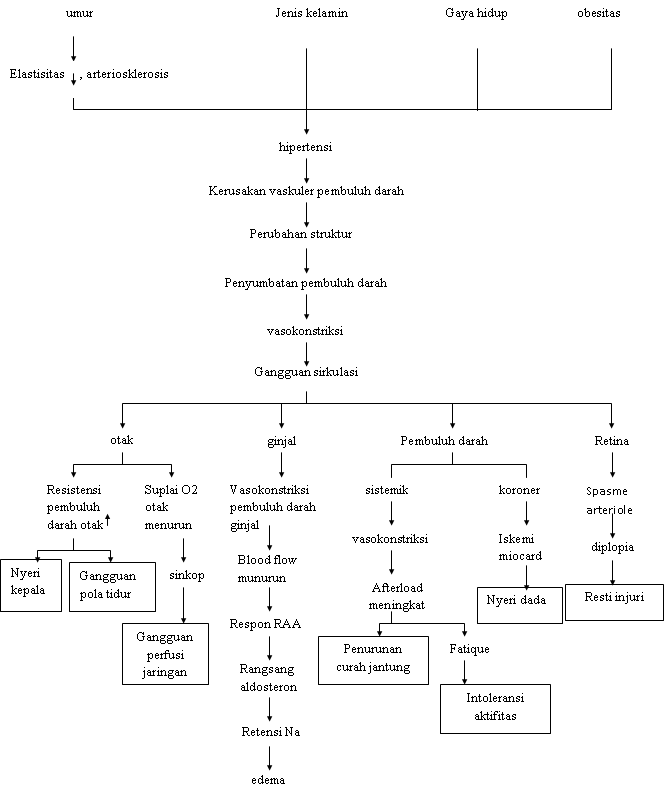 umur
Jenis kelamin
Gaya hidup
obesitas
Elastisitas , arteriosklerosis
hipertensi
Kerusakan vaskuler pembuluh darah
Perubahan struktur
Penyumbatan pembuluh darah
vasokonstriksi
Gangguan sirkulasi
otak
ginjal
Pembuluh darah
Retina
Resistensi
pembuluh
darah otak
Suplai O2
otak
menurun
Vasokonstriksi
pembuluh darah
ginjal
sistemik
koroner
Spasme
arteriole
vasokonstriksi
Iskemi
miocard
diplopia
Nyeri
kepala
Gangguan
pola tidur
sinkop
Blood flow
munurun
Afterload
meningkat
Nyeri dada
Resti injuri
Gangguan
perfusi
jaringan
Respon RAA
Penurunan
curah jantung
Fatique
Rangsang
aldosteron
Intoleransi
aktifitas
Retensi Na
edema